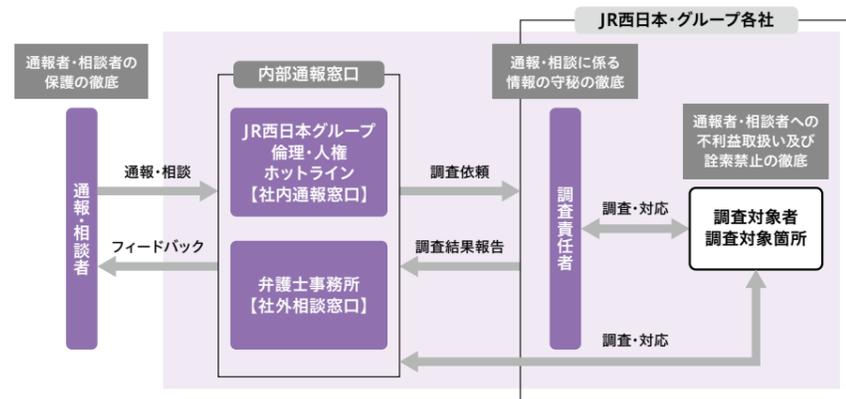 JR西日本・グループ各社
通報者・相談者の
保護の徹底
内部通報窓口
通報・相談に係る
情報の守秘の徹底
通報者・相談者への
不利益取扱い及び
詮索禁止の徹底
通報・相談者
通報・相談
フィードバック
JR西日本グループ
倫理・人権
ホットライン
【社内通報窓口】
弁護士事務所
【社外相談窓口】
調査依頼
調査結果報告
調査責任者
調査・対応
調査対象者
調査対象箇所
調査・対応